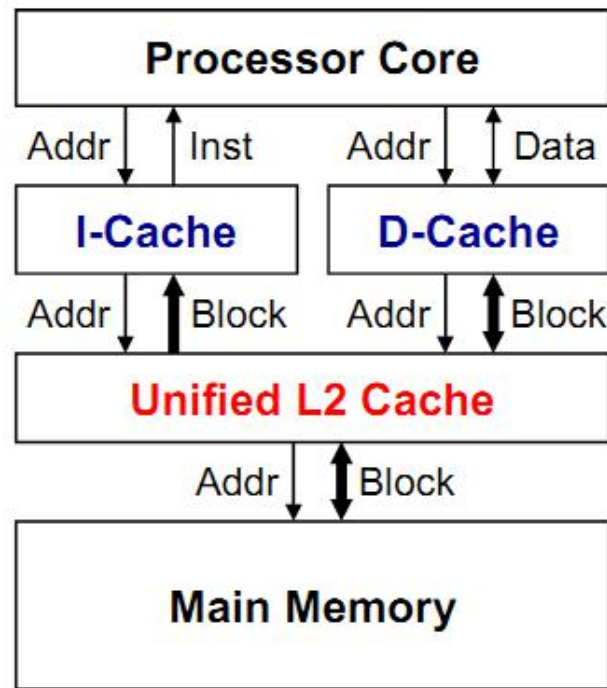 Processor Core
Addr Inst Addr Data
I-Cache D-Cache
Addr Block Addr Block
Unified L2 Cache
Addr Block
Main Memory